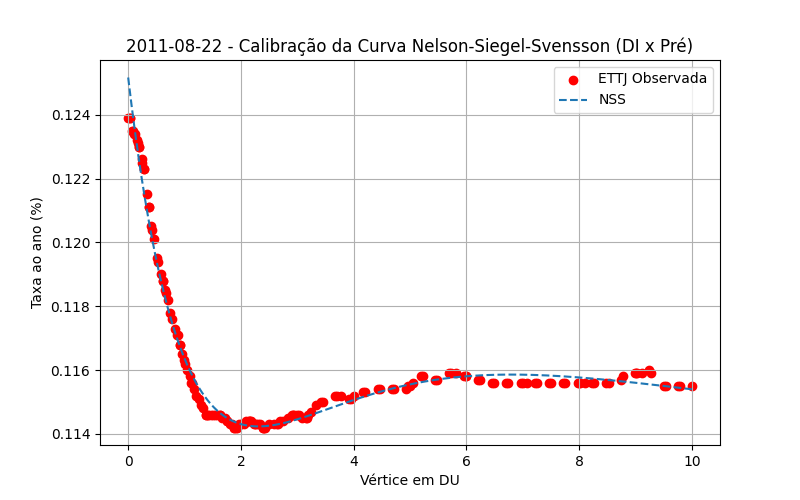 2011-08-22 - Calibração da Curva Nelson-Siegel-Svensson (DI x Pré)
ETTJ Observada
NSS
Taxa ao ano (%)
0.124
0.122
0.120
0.118
0.116
0.114
0 2 4 6 8 10
Vértice em DU